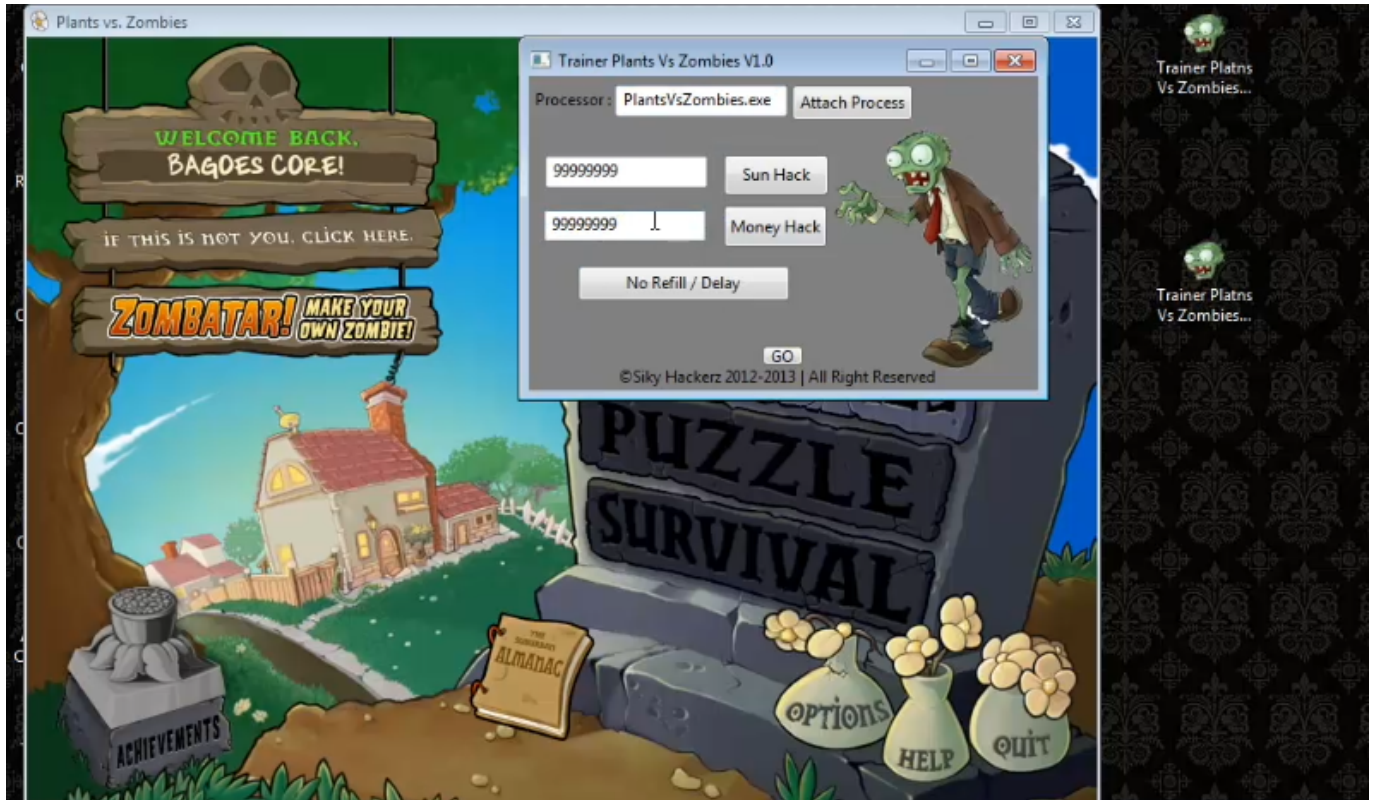 Plants vs. Zombies
WELCOME BACK,
BAGOES CORE!
IF THIS IS NOT YOU, CLICK HERE.
ZOMBATAR! MAKE YOUR
OWN ZOMBIE!
Trainer Plants Vs Zombies V1.0
Processor : PlantsVsZombies.exe Attach Process
99999999 Sun Hack
99999999 Money Hack
No Refill / Delay
GO
©Siky Hackerz 2012-2013 | All Right Reserved
PUZZLE
SURVIVAL
THE
SUBURBAN
ALMANAC
ACHIEVEMENTS
OPTIONS
HELP
QUIT
Trainer Platns
Vs Zombies...
Trainer Platns
Vs Zombies...